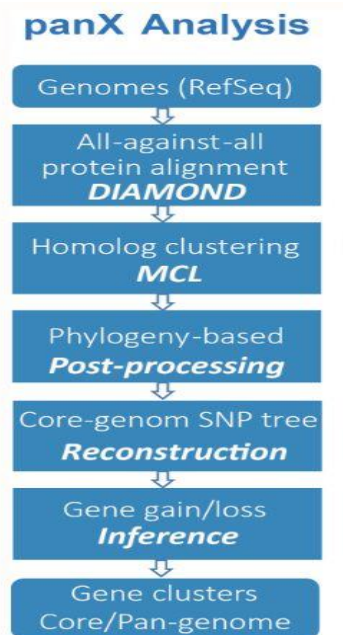 panX Analysis
Genomes (RefSeq)
All-against-all
protein alignment
DIAMOND
Homolog clustering
MCL
Phylogeny-based
Post-processing
Core-genom SNP tree
Reconstruction
Gene gain/loss
Inference
Gene clusters
Core/Pan-genome